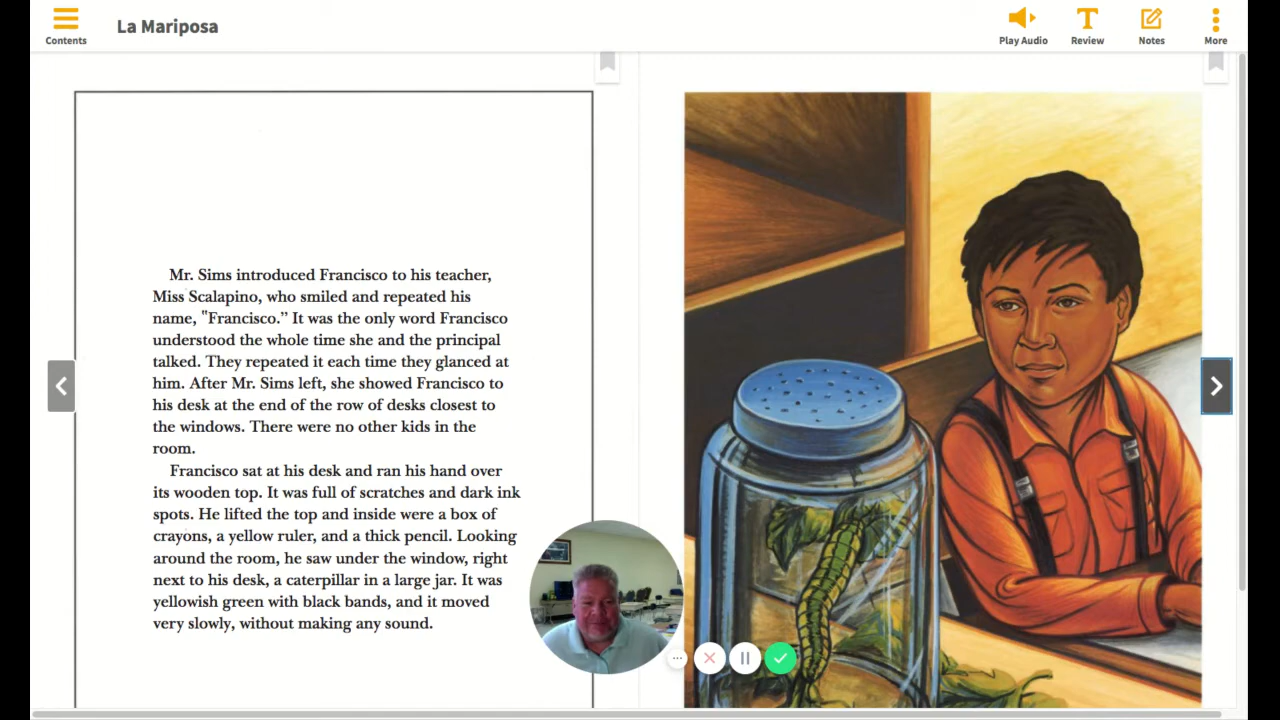 La Mariposa
Contents
Play Audio
Review
Notes
More
Mr. Sims introduced Francisco to his teacher,
Miss Scalapino, who smiled and repeated his
name, "Francisco.” It was the only word Francisco
understood the whole time she and the principal
talked. They repeated it each time they glanced at
him. After Mr. Sims left, she showed Francisco to
his desk at the end of the row of desks closest to
the windows. There were no other kids in the
room.
Francisco sat at his desk and ran his hand over
its wooden top. It was full of scratches and dark ink
spots. He lifted the top and inside were a box of
crayons, a yellow ruler, and a thick pencil. Looking
around the room, he saw under the window, right
next to his desk, a caterpillar in a large jar. It was
yellowish green with black bands, and it moved
very slowly, without making any sound.